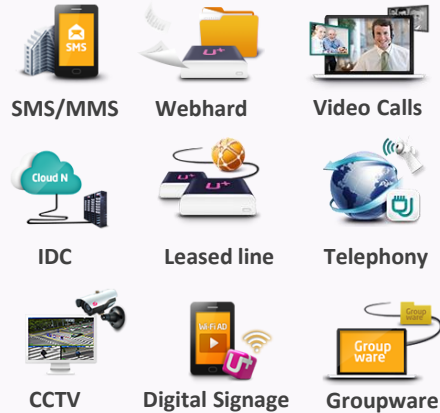 SMS
U+
SMS/MMS
Webhard
Video Calls
Cloud N
U+
IDC
Leased line
Telephony
Wi-Fi AD
U+
Group
ware
Group
ware
CCTV
Digital Signage
Groupware